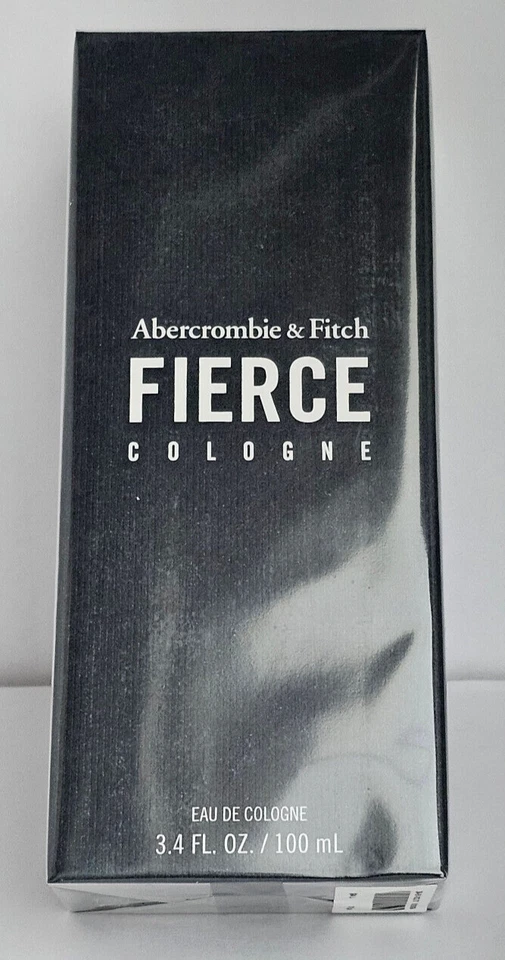 Abercrombie & Fitch
FIERCE
COLOGNE
EAU DE COLOGNE
3.4 FL. OZ. / 100 mL